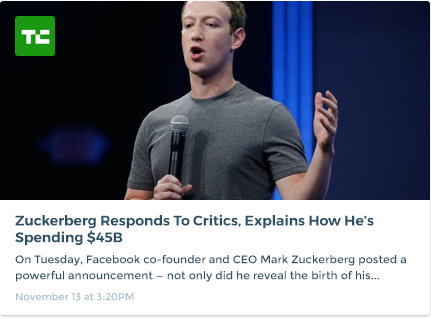 TC
Zuckerberg Responds To Critics, Explains How He's
Spending $45B
On Tuesday, Facebook co-founder and CEO Mark Zuckerberg posted a
powerful announcement — not only did he reveal the birth of his...
November 13 at 3:20PM